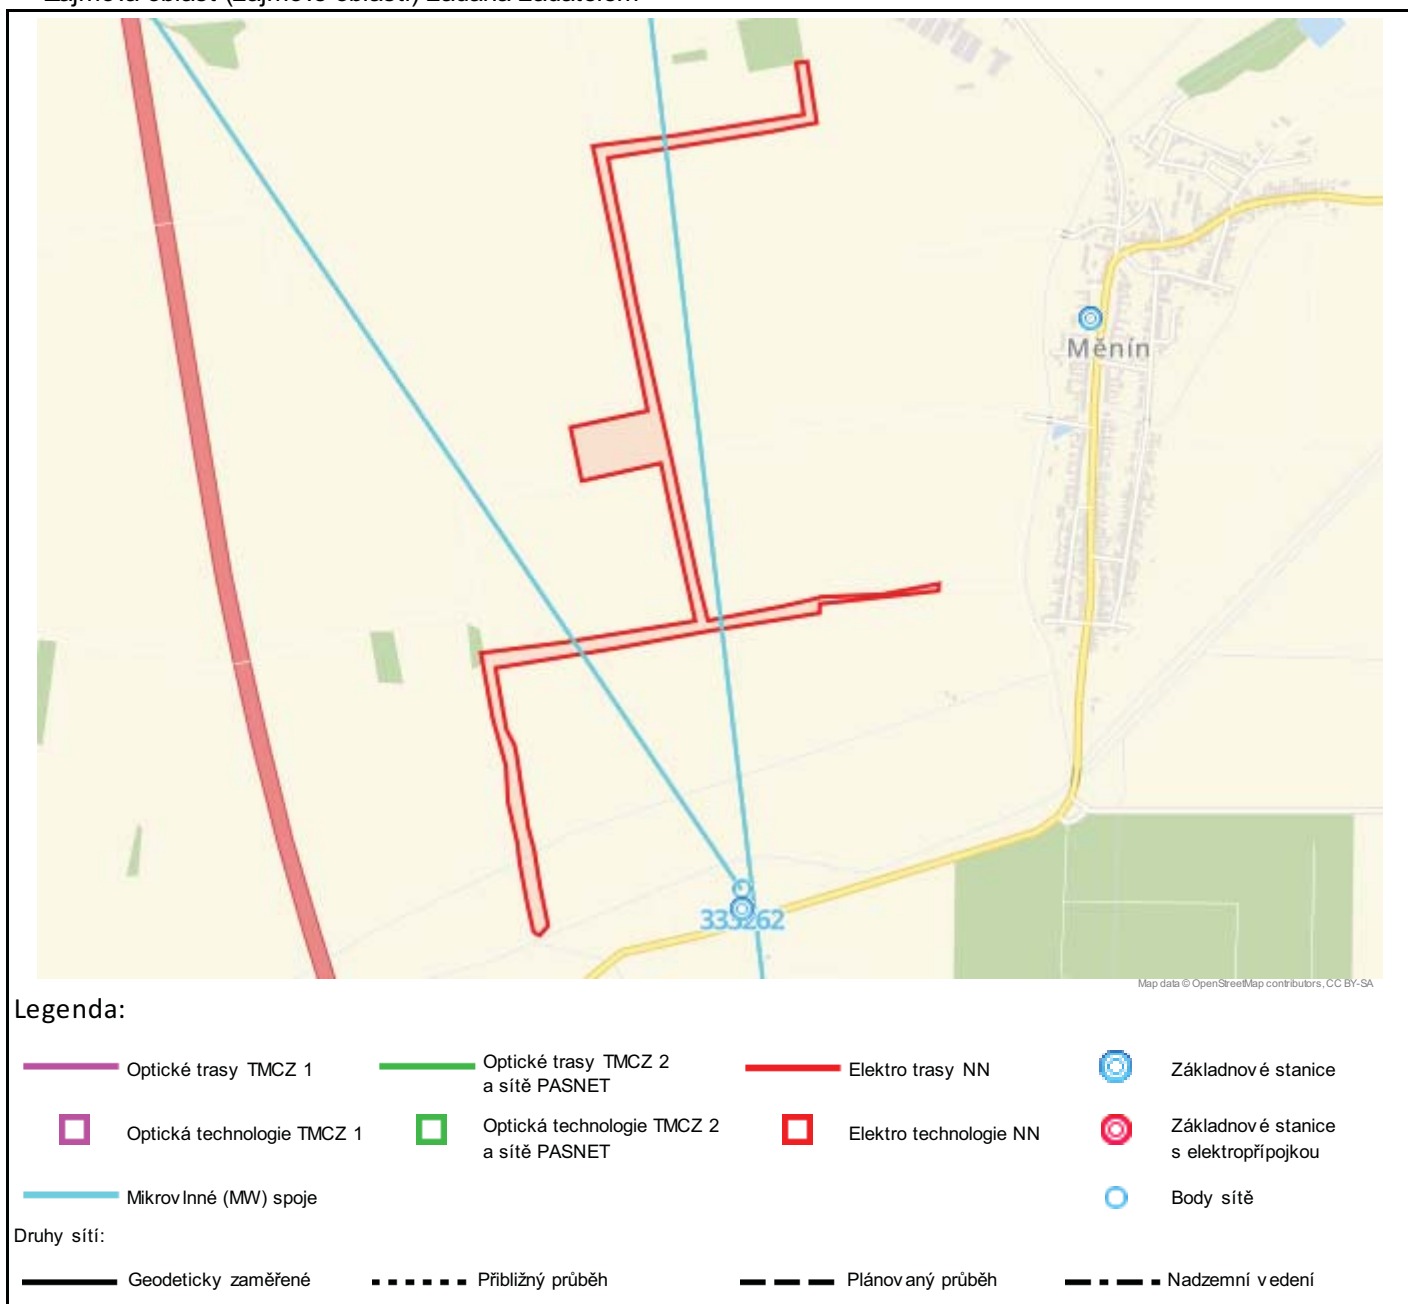 Měnín
333262
Map data © OpenStreetMap contributors, CC BY-SA
Legenda:
Optické trasy TMCZ 1
Optické trasy TMCZ 2
a sítě PASNET
Elektro trasy NN
Základnové stanice
Optická technologie TMCZ 1
Optická technologie TMCZ 2
a sítě PASNET
Elektro technologie NN
Základnové stanice
s elektropřípojkou
Mikrovlnné (MW) spoje
Body sítě
Druhy sítí:
Geodeticky zaměřené
Přibližný průběh
Plánovaný průběh
Nadzemní vedení